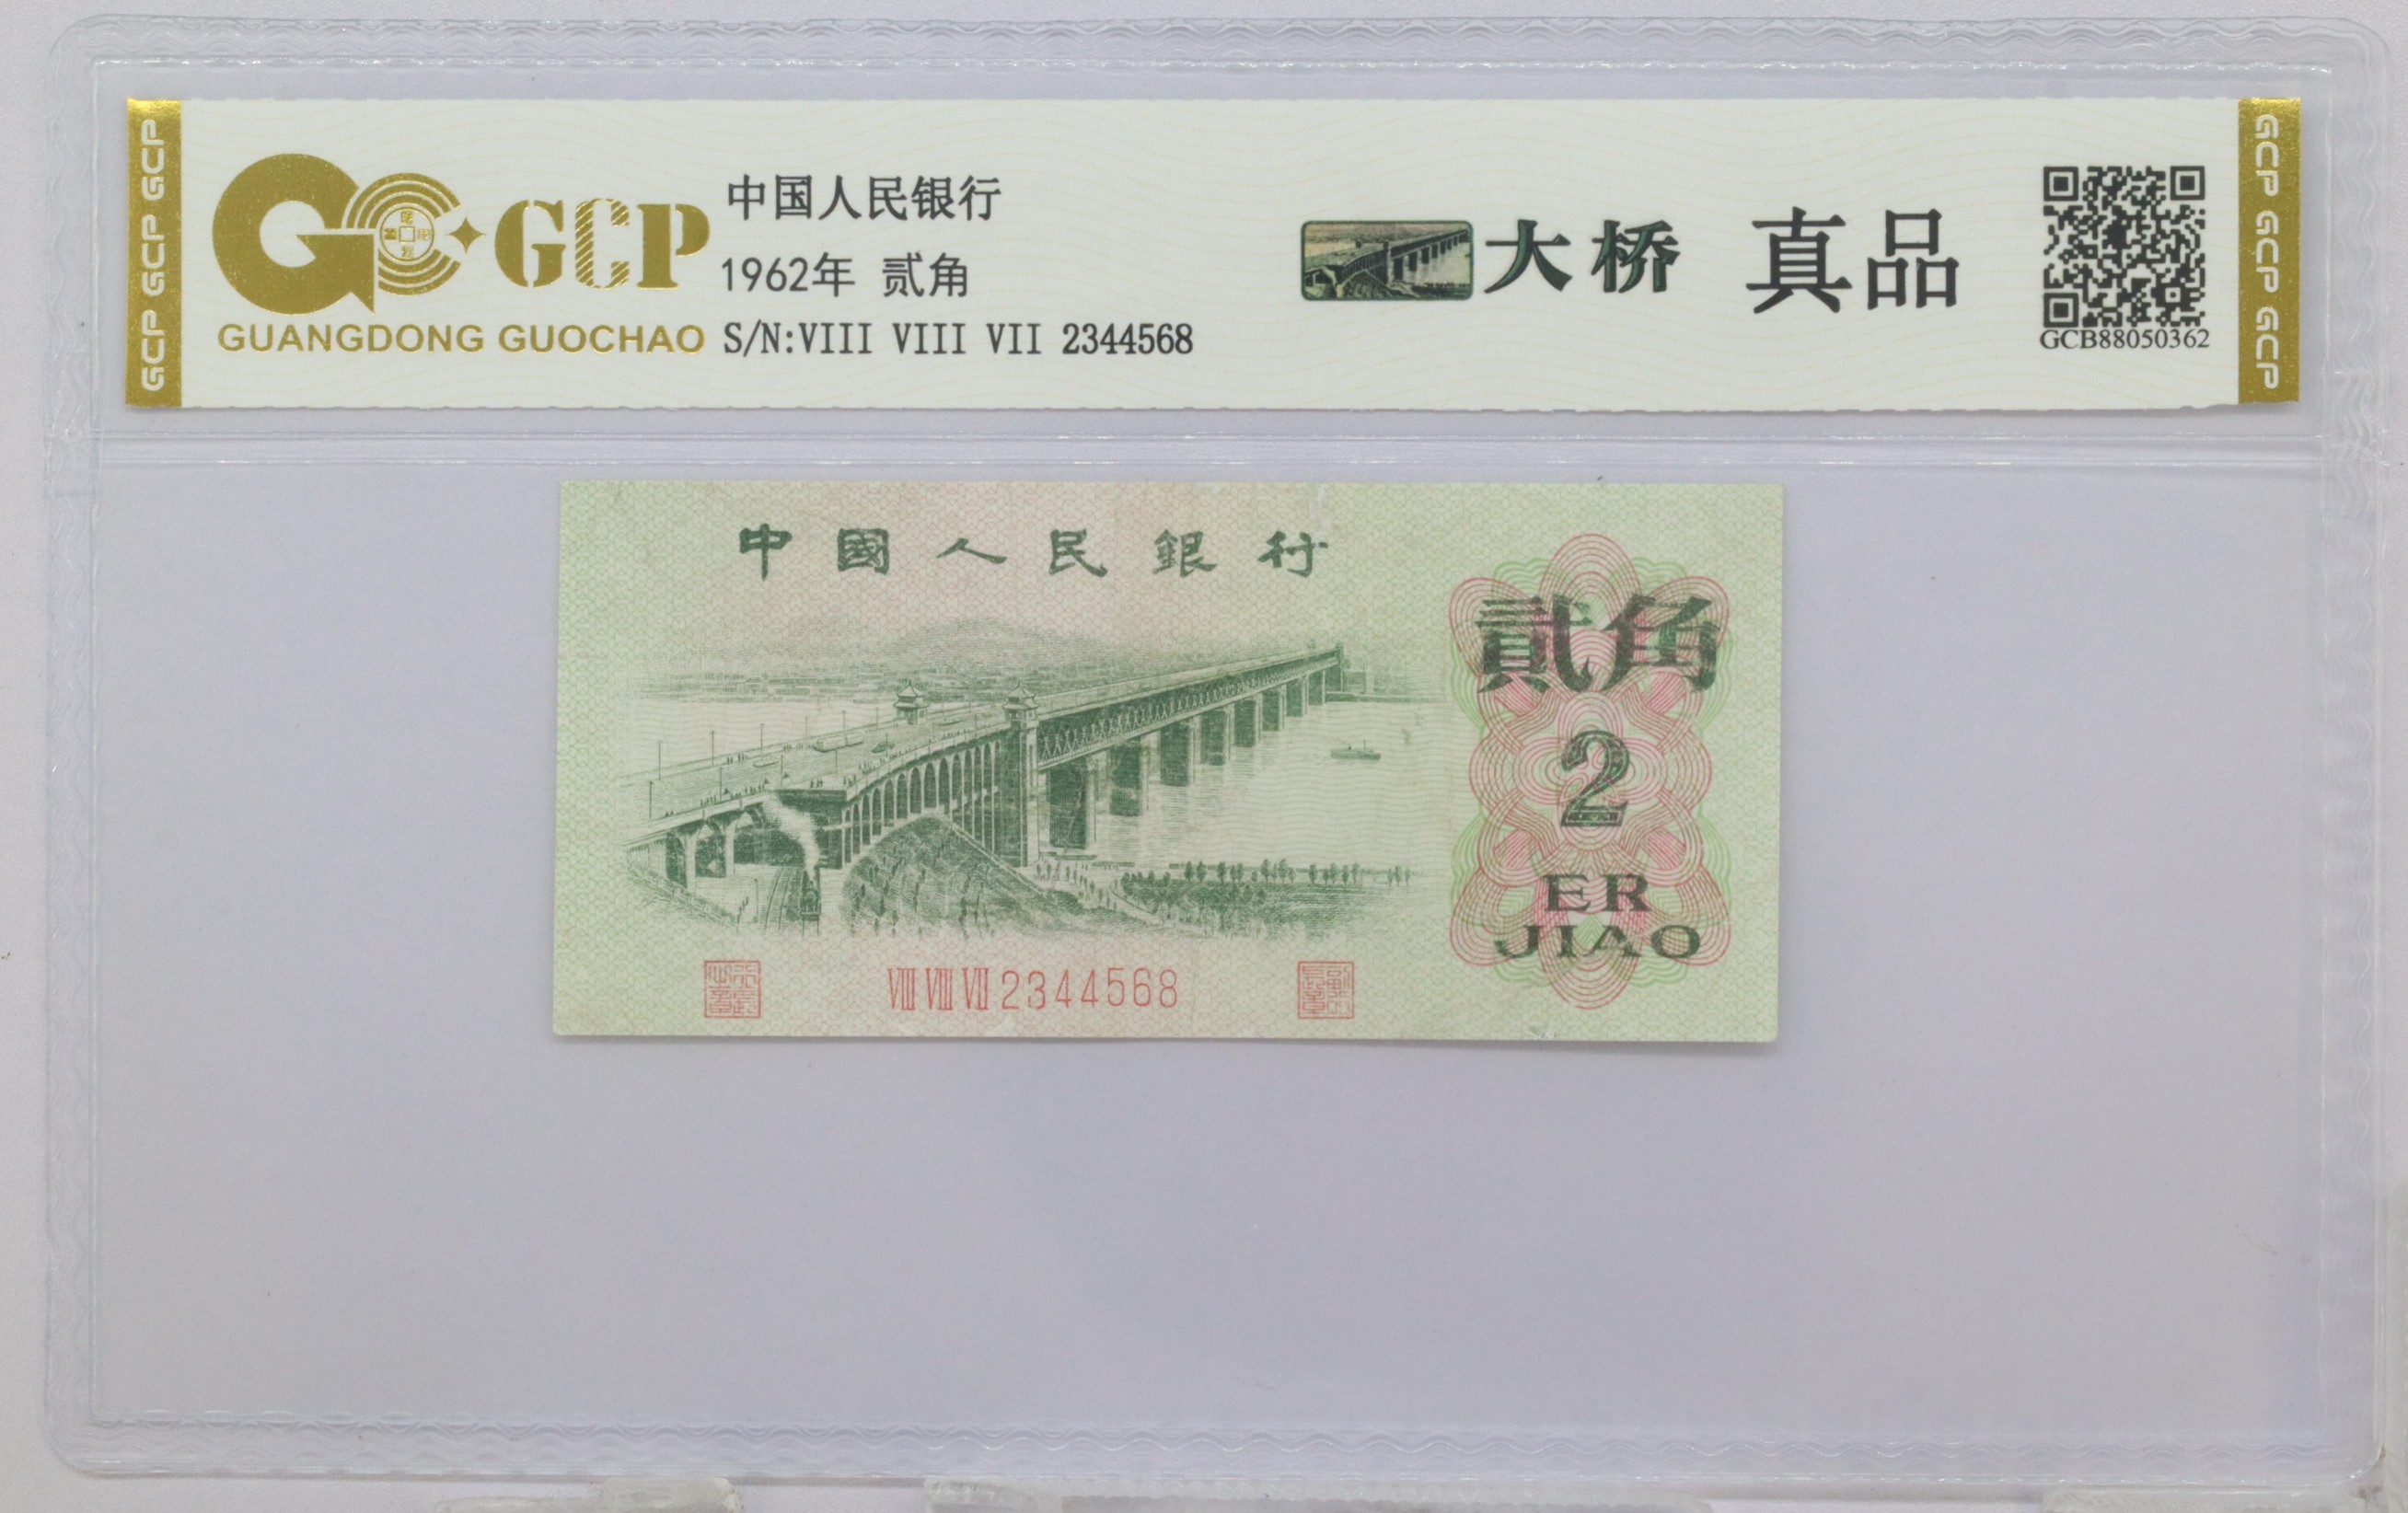 GCP GCP GCP
GCP
GUANGDONG GUOCHAO
中国人民银行
1962年 贰角
S/N:VIII VIII VII 2344568
大桥 真品
GCB88050362
GCP GCP GCP
中國人民銀行
貳角
2
ER
JIAO
VIII VIII VII 2344568